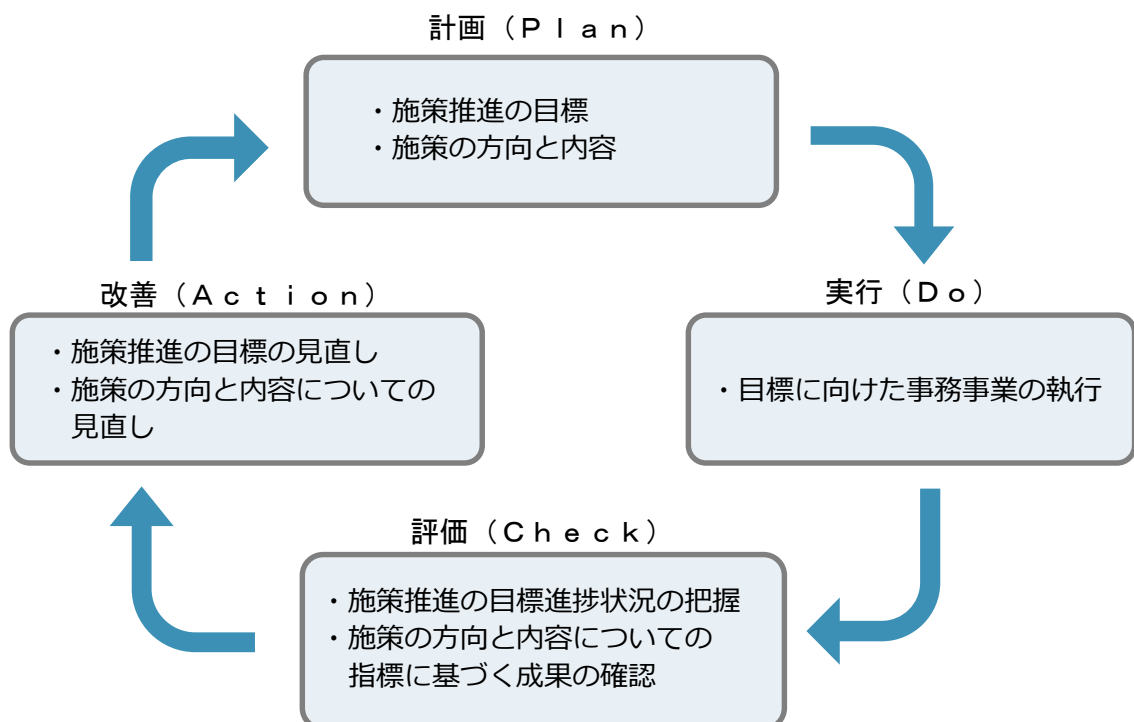 計画(Plan)
・施策推進の目標
・施策の方向と内容
改善(Action)
・施策推進の目標の見直し
・施策の方向と内容についての
見直し
実行(Do)
・目標に向けた事務事業の執行
評価(Check)
・施策推進の目標進捗状況の把握
・施策の方向と内容についての
指標に基づく成果の確認